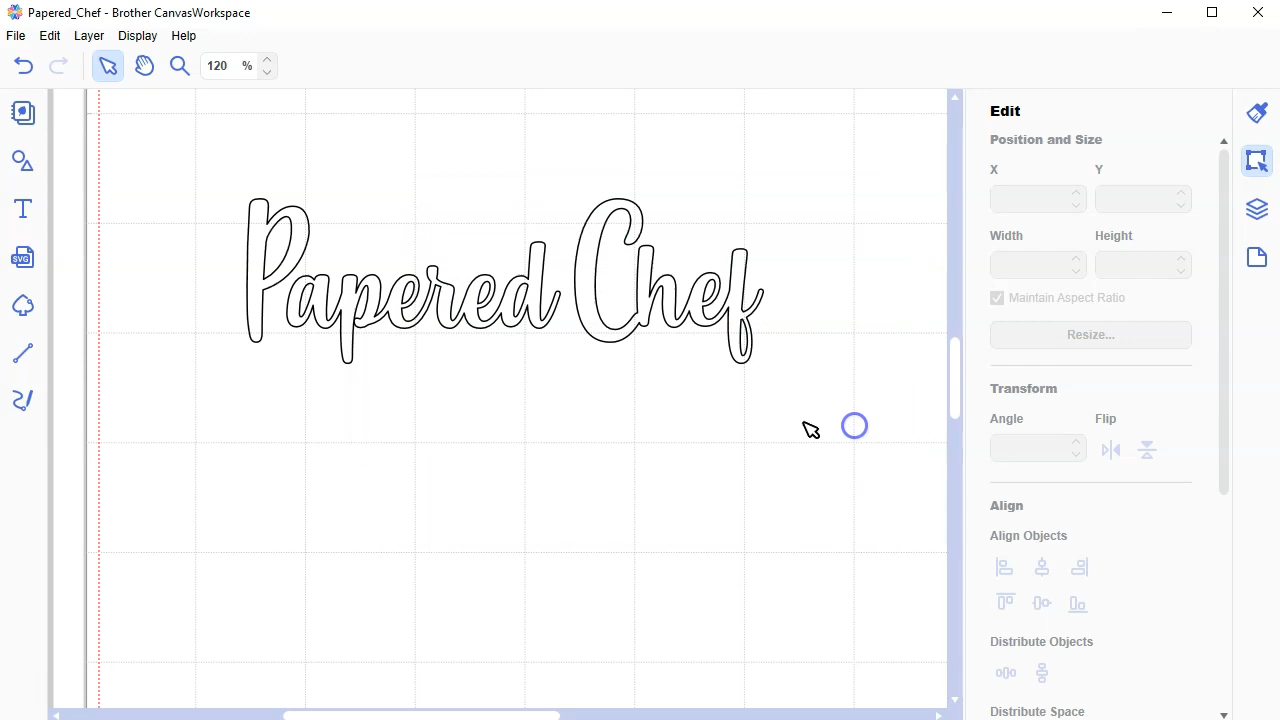 Papered_Chef - Brother CanvasWorkspace
File Edit Layer Display Help
120 %
SVG
Papered Chef
Edit
Position and Size
X Y
Width Height
Maintain Aspect Ratio
Resize...
Transform
Angle Flip
Align
Align Objects
Distribute Objects
Distribute Space